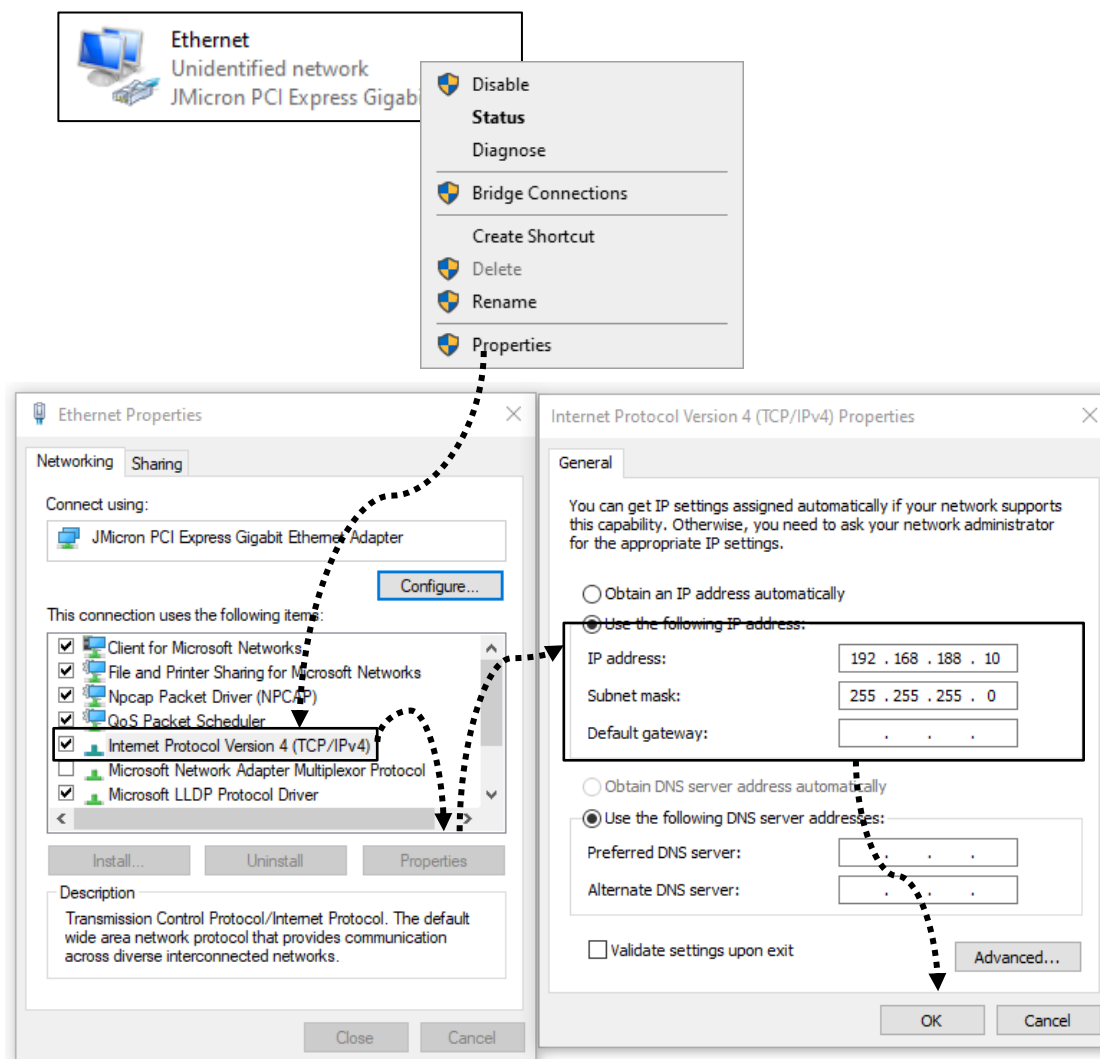 Ethernet
Unidentified network
JMicron PCI Express Gigabi
Disable
Status
Diagnose
Bridge Connections
Create Shortcut
Delete
Rename
Properties
Ethernet Properties
Networking
Sharing
Connect using:
JMicron PCI Express Gigabit Ethernet Adapter
Configure...
This connection uses the following items:
Client for Microsoft Networks
File and Printer Sharing for Microsoft Networks
Npcap Packet Driver (NPCAP)
QoS Packet Scheduler
Internet Protocol Version 4 (TCP/IPv4)
Microsoft Network Adapter Multiplexor Protocol
Microsoft LLDP Protocol Driver
Install...
Uninstall
Properties
Description
Transmission Control Protocol/Internet Protocol. The default
wide area network protocol that provides communication
across diverse interconnected networks.
Close
Cancel
Internet Protocol Version 4 (TCP/IPv4) Properties
General
You can get IP settings assigned automatically if your network supports
this capability. Otherwise, you need to ask your network administrator
for the appropriate IP settings.
Obtain an IP address automatically
Use the following IP address:
IP address: 192 . 168 . 188 . 10
Subnet mask: 255 . 255 . 255 . 0
Default gateway: . . .
Obtain DNS server address automatically
Use the following DNS server addresses:
Preferred DNS server: . . .
Alternate DNS server: . . .
Validate settings upon exit
Advanced...
OK
Cancel